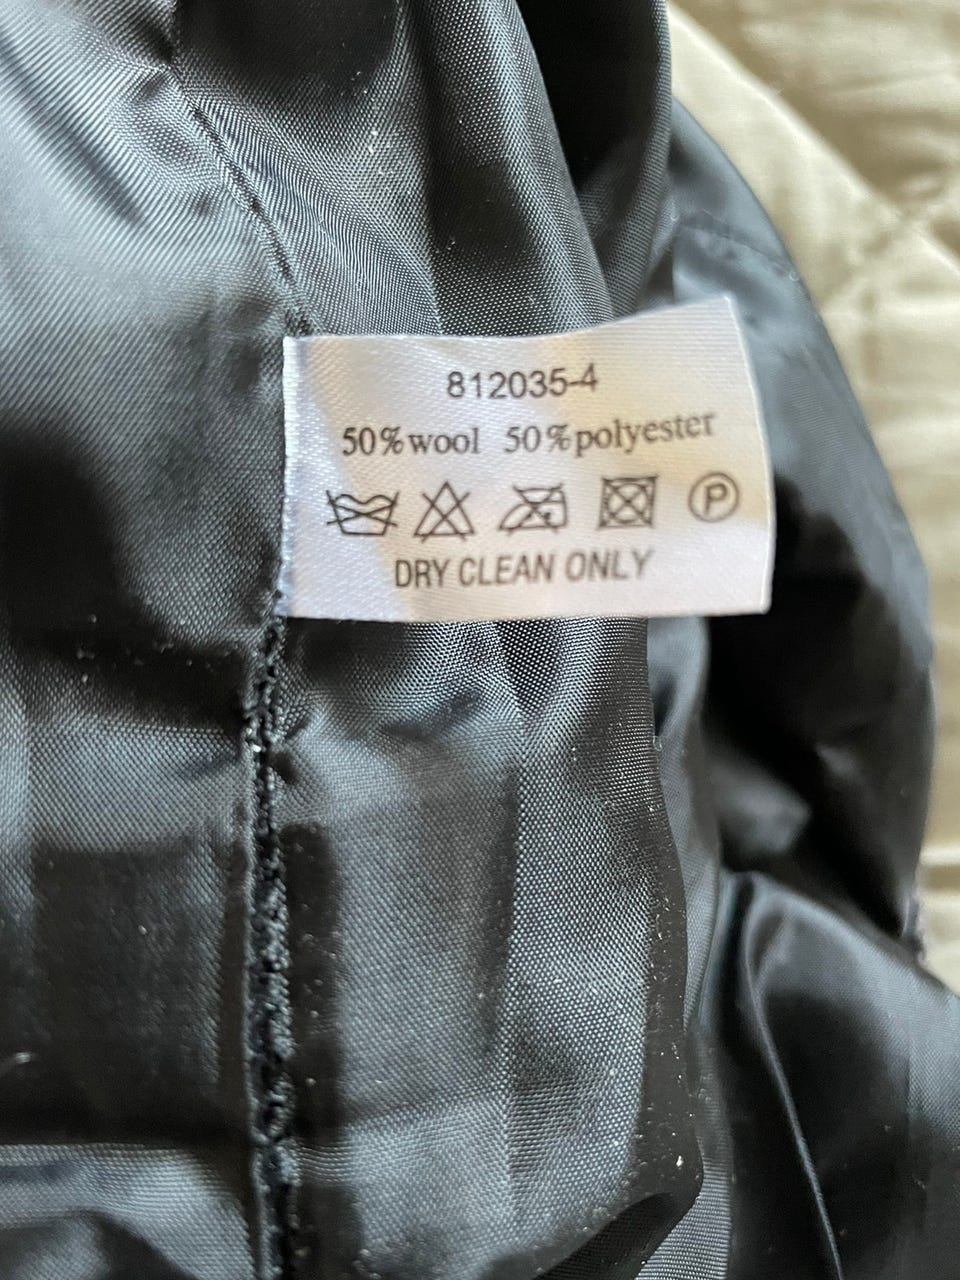 812035-4
50%wool 50%polyester
P
DRY CLEAN ONLY